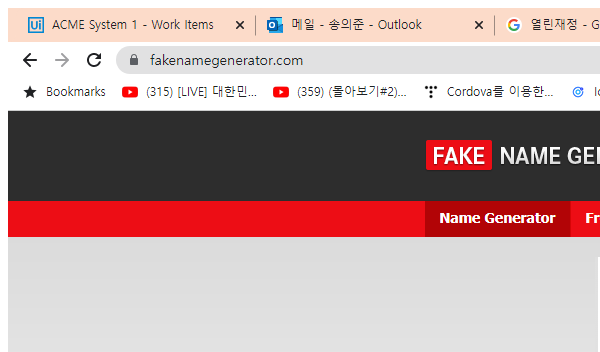 Ui ACME System 1 - Work Items 메일 - 송의준 - Outlook 열린재정 - G
fakenamegenerator.com
Bookmarks (315) [LIVE] 대한민... (359) (몰아보기#2)... Cordova를 이용한...
FAKE NAME GEN
Name Generator Fr